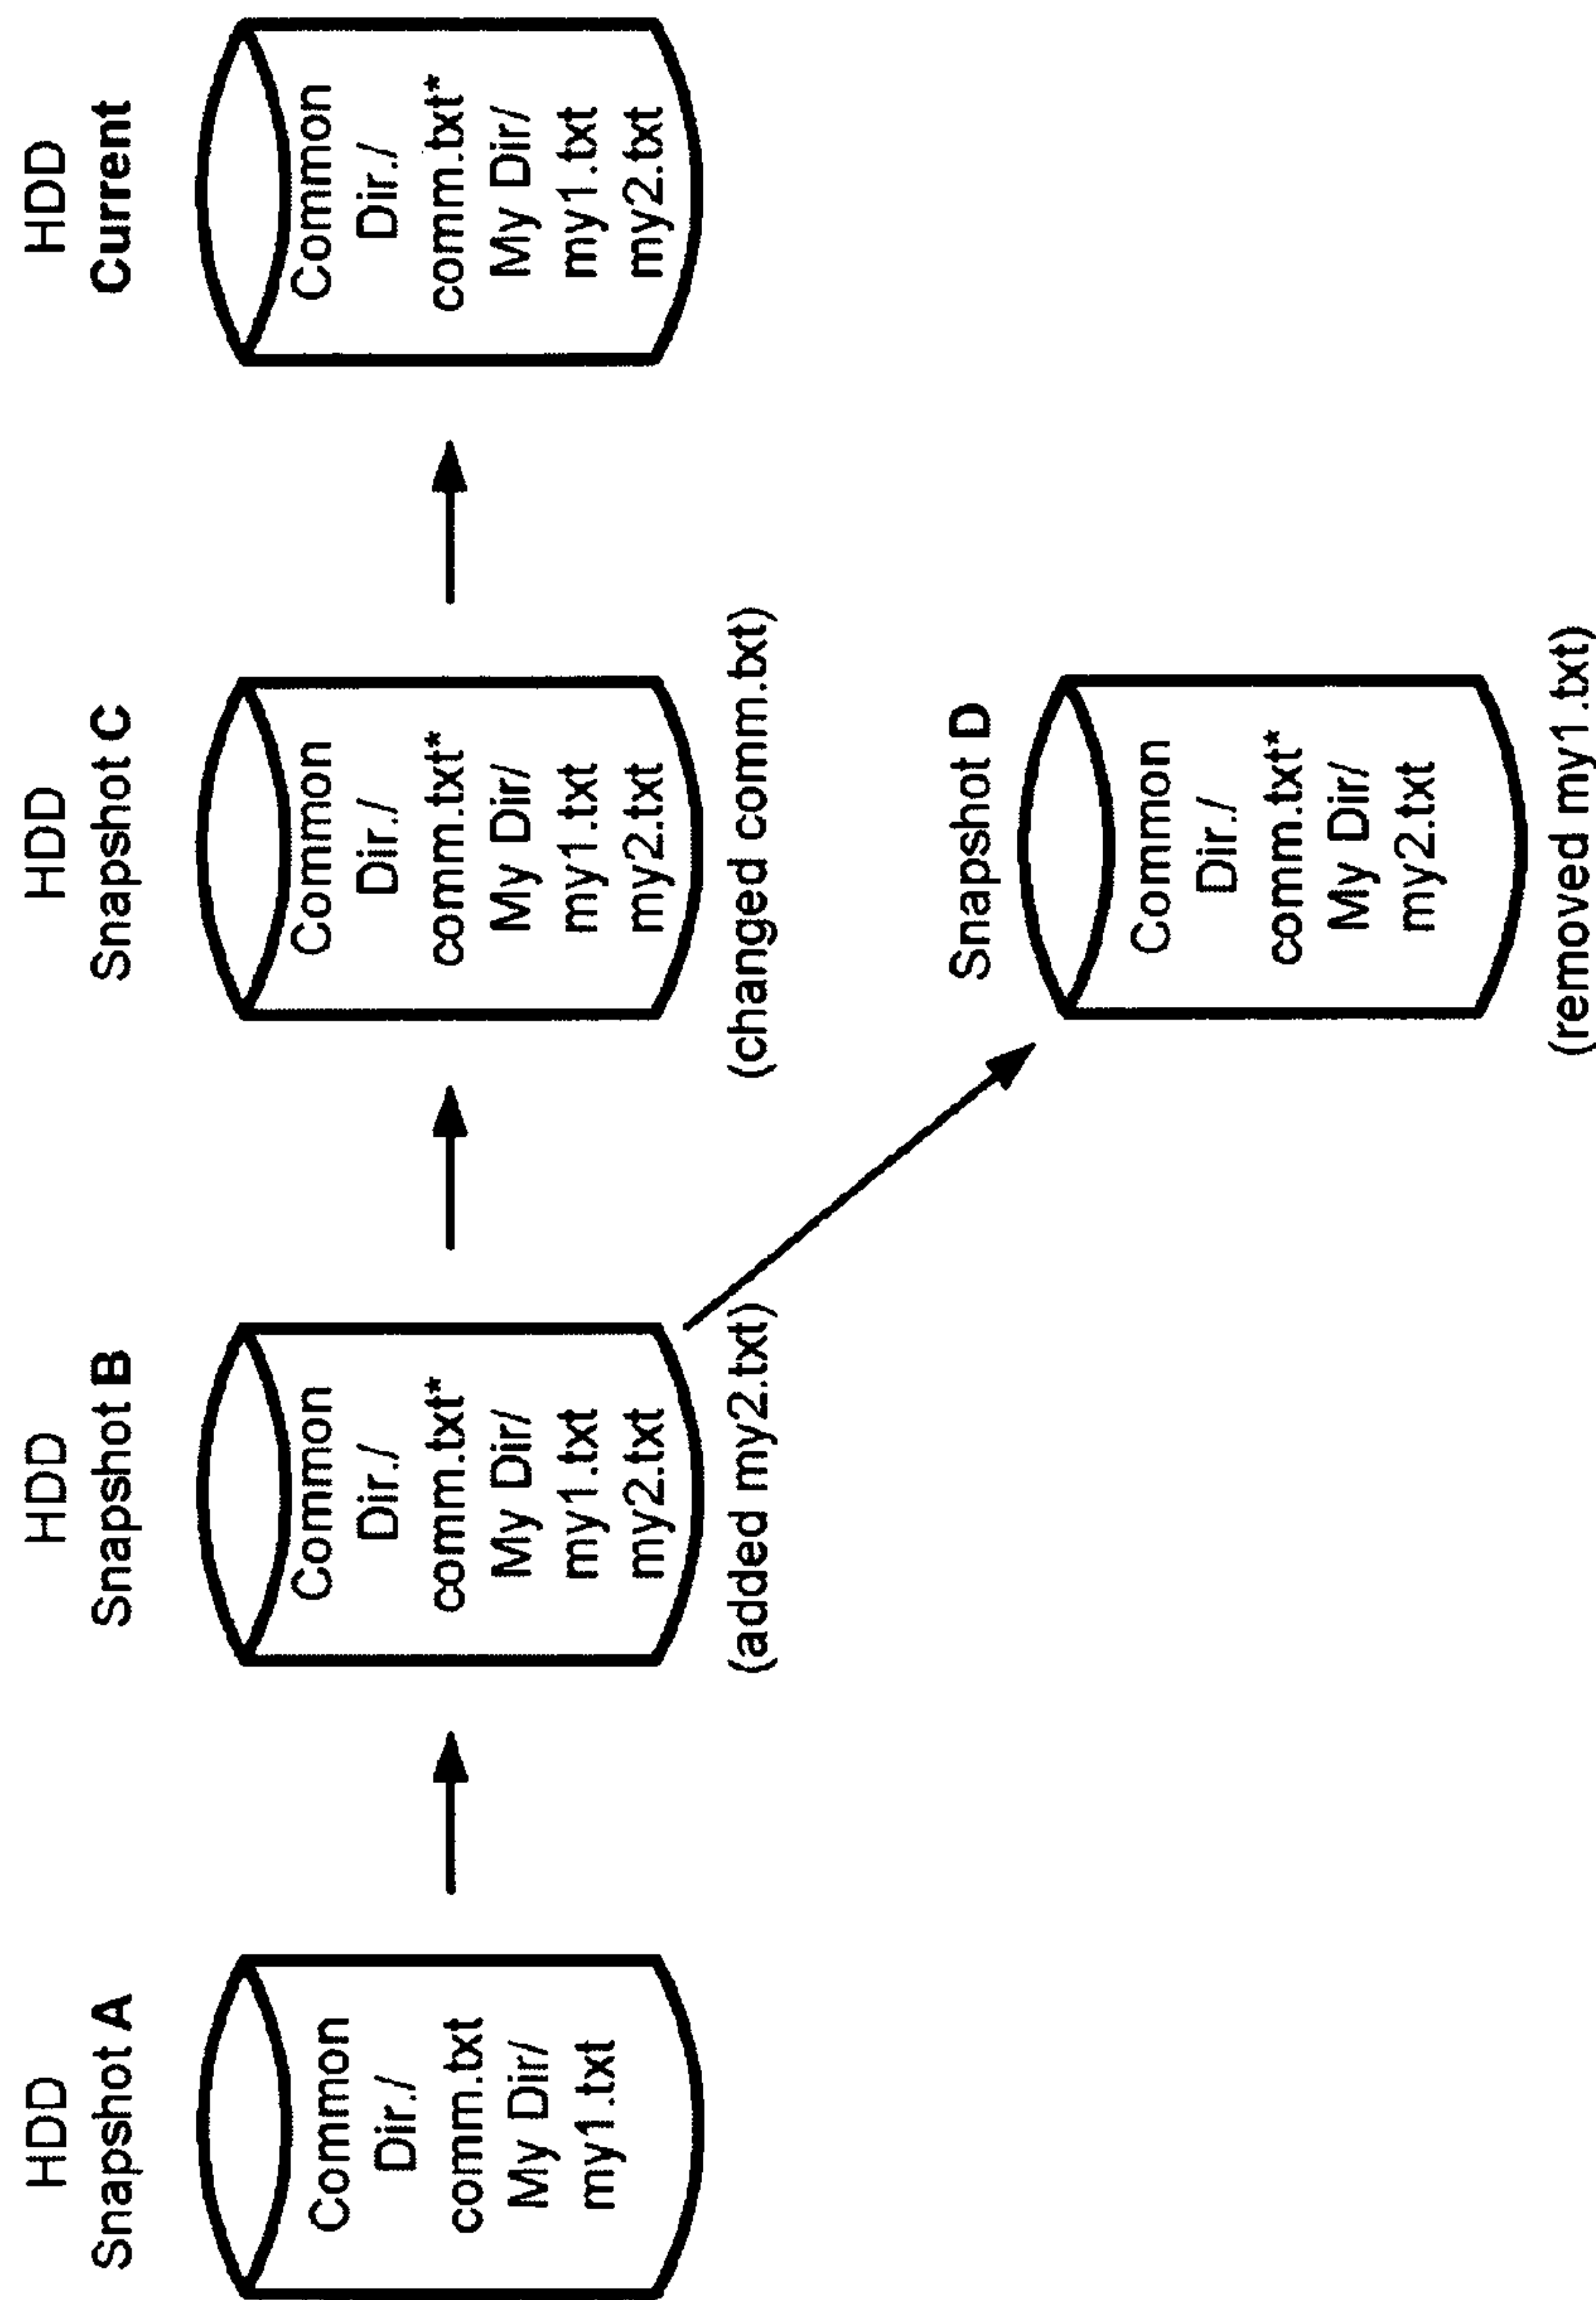 HDD
Snapshot A
Common
Dir./
comm.txt
My Dir/
my1.txt
HDD
Snapshot B
Common
Dir./
comm.txt*
My Dir/
my1.txt
my2.txt
(added my2.txt)
HDD
Snapshot C
Common
Dir./
comm.txt*
My Dir/
my1.txt
my2.txt
(changed comm.txt)
HDD
Current
Common
Dir./
comm.txt*
My Dir/
my1.txt
my2.txt
Snapshot D
Common
Dir./
comm.txt*
My Dir/
my2.txt
(removed my1.txt)